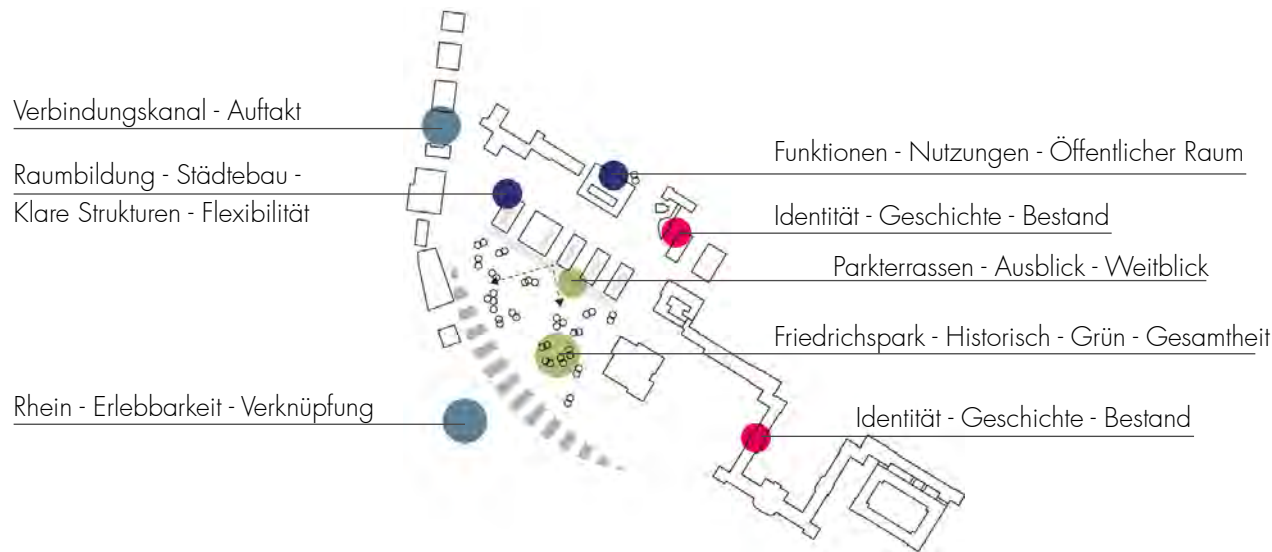 Verbindungskanal - Auftakt
Raumbildung - Städtebau -
Klare Strukturen - Flexibilität
Rhein - Erlebbarkeit - Verknüpfung
Funktionen - Nutzungen - Öffentlicher Raum
Identität - Geschichte - Bestand
Parkterrassen - Ausblick - Weitblick
Friedrichspark - Historisch - Grün - Gesamtheit
Identität - Geschichte - Bestand